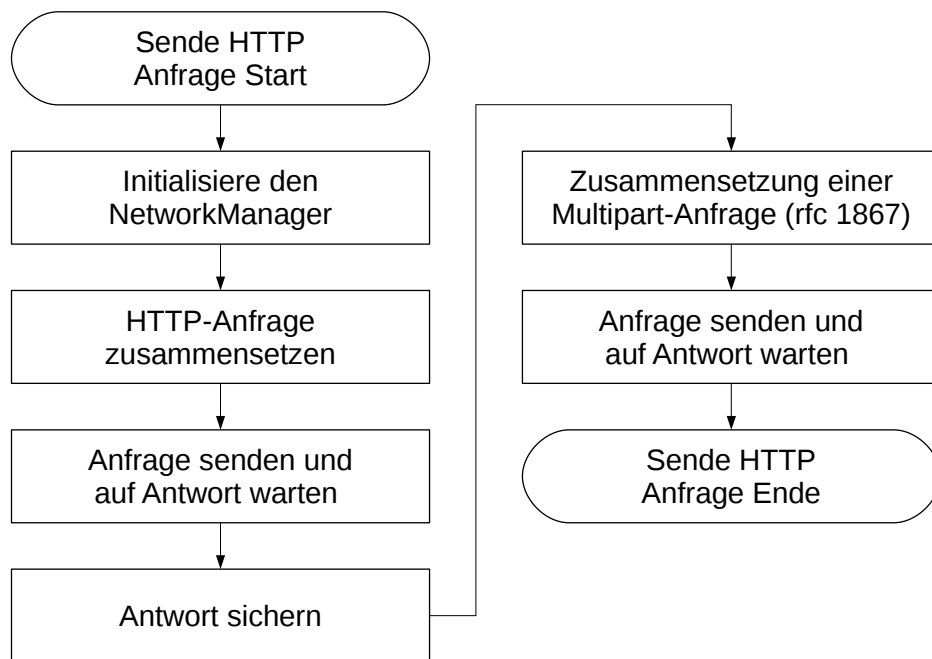 Sende HTTP
Anfrage Start
Initialisiere den
NetworkManager
HTTP-Anfrage
zusammensetzen
Anfrage senden und
auf Antwort warten
Antwort sichern
Zusammensetzung einer
Multipart-Anfrage (rfc 1867)
Anfrage senden und
auf Antwort warten
Sende HTTP
Anfrage Ende